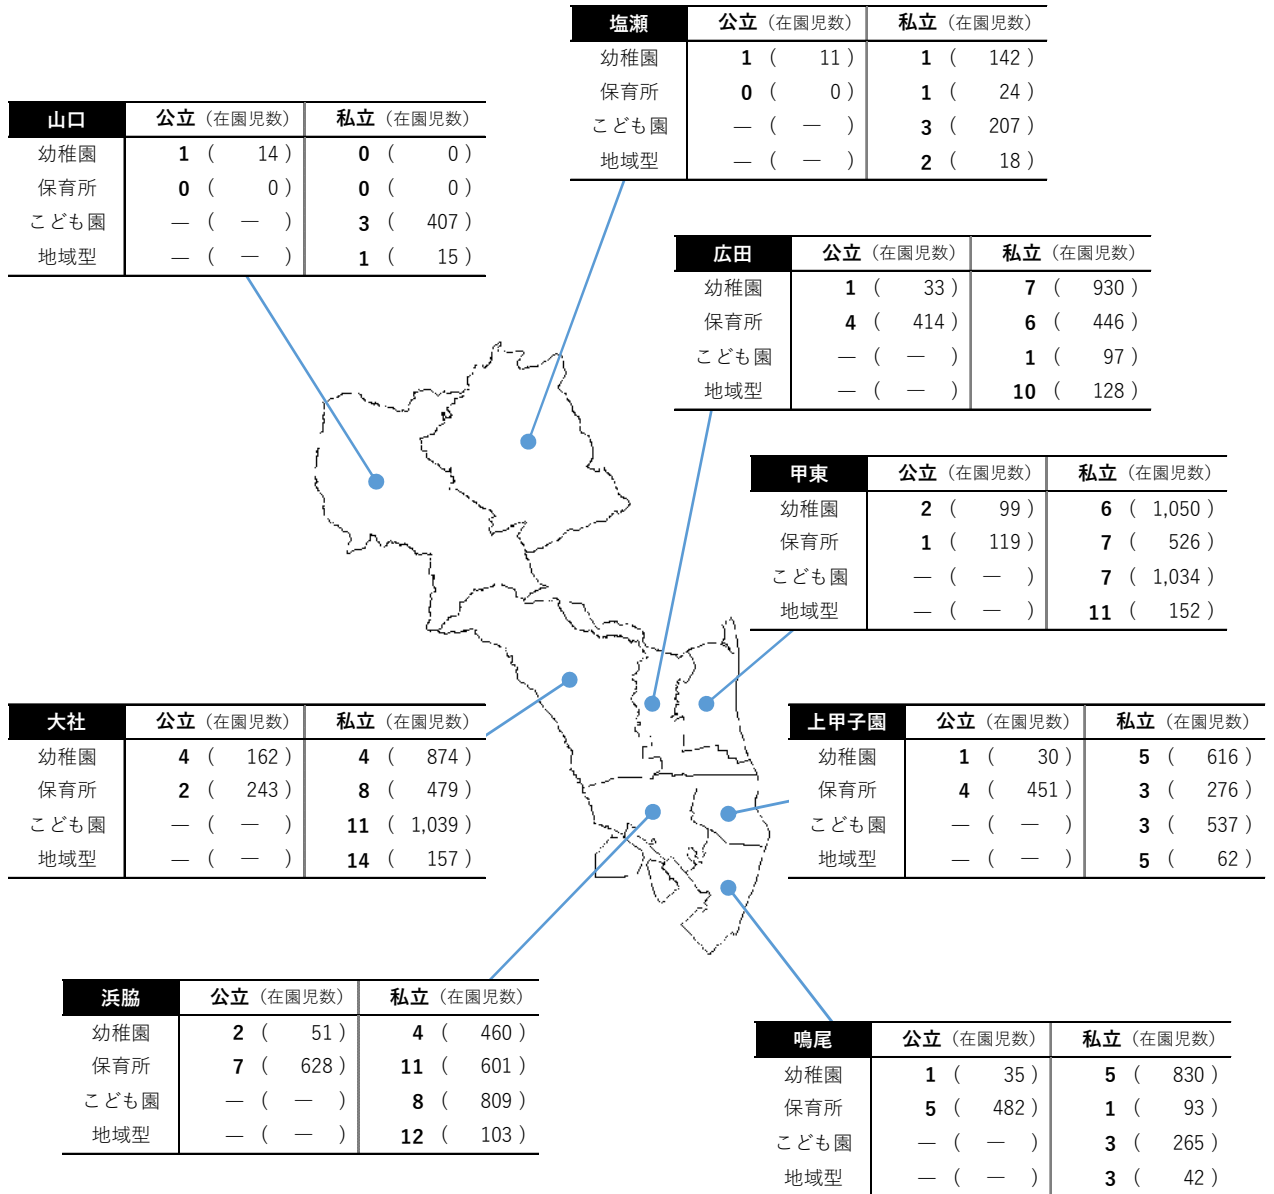 塩瀬 公立（在園児数） 私立（在園児数）
幼稚園 1 ( 11 ) 1 ( 142 )
保育所 0 ( 0 ) 1 ( 24 )
こども園 — ( — ) 3 ( 207 )
地域型 — ( — ) 2 ( 18 )
山口 公立（在園児数） 私立（在園児数）
幼稚園 1 ( 14 ) 0 ( 0 )
保育所 0 ( 0 ) 0 ( 0 )
こども園 — ( — ) 3 ( 407 )
地域型 — ( — ) 1 ( 15 )
広田 公立（在園児数） 私立（在園児数）
幼稚園 1 ( 33 ) 7 ( 930 )
保育所 4 ( 414 ) 6 ( 446 )
こども園 — ( — ) 1 ( 97 )
地域型 — ( — ) 10 ( 128 )
甲東 公立（在園児数） 私立（在園児数）
幼稚園 2 ( 99 ) 6 ( 1,050 )
保育所 1 ( 119 ) 7 ( 526 )
こども園 — ( — ) 7 ( 1,034 )
地域型 — ( — ) 11 ( 152 )
大社 公立（在園児数） 私立（在園児数）
幼稚園 4 ( 162 ) 4 ( 874 )
保育所 2 ( 243 ) 8 ( 479 )
こども園 — ( — ) 11 ( 1,039 )
地域型 — ( — ) 14 ( 157 )
上甲子園 公立（在園児数） 私立（在園児数）
幼稚園 1 ( 30 ) 5 ( 616 )
保育所 4 ( 451 ) 3 ( 276 )
こども園 — ( — ) 3 ( 537 )
地域型 — ( — ) 5 ( 62 )
浜脇 公立（在園児数） 私立（在園児数）
幼稚園 2 ( 51 ) 4 ( 460 )
保育所 7 ( 628 ) 11 ( 601 )
こども園 — ( — ) 8 ( 809 )
地域型 — ( — ) 12 ( 103 )
鳴尾 公立（在園児数） 私立（在園児数）
幼稚園 1 ( 35 ) 5 ( 830 )
保育所 5 ( 482 ) 1 ( 93 )
こども園 — ( — ) 3 ( 265 )
地域型 — ( — ) 3 ( 42 )